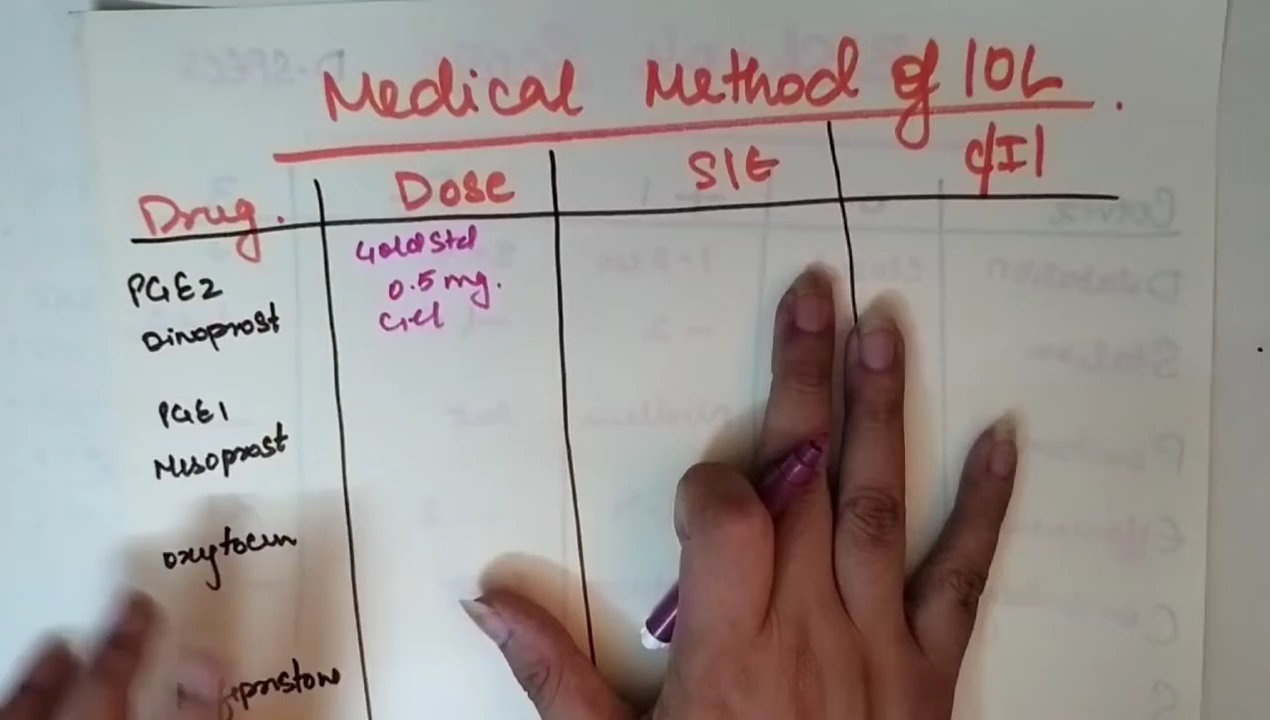 Medical Method of IOL
Drug.
Dose
S/E
C/I
PGE2
Dinoprost
Gold Std
0.5 mg.
Gel
PGE1
Misoprost
Oxytocin